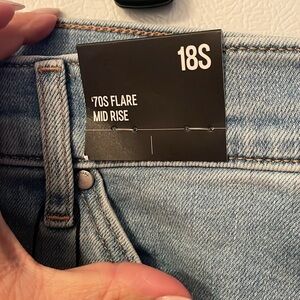 18S
'70S FLARE
MID RISE